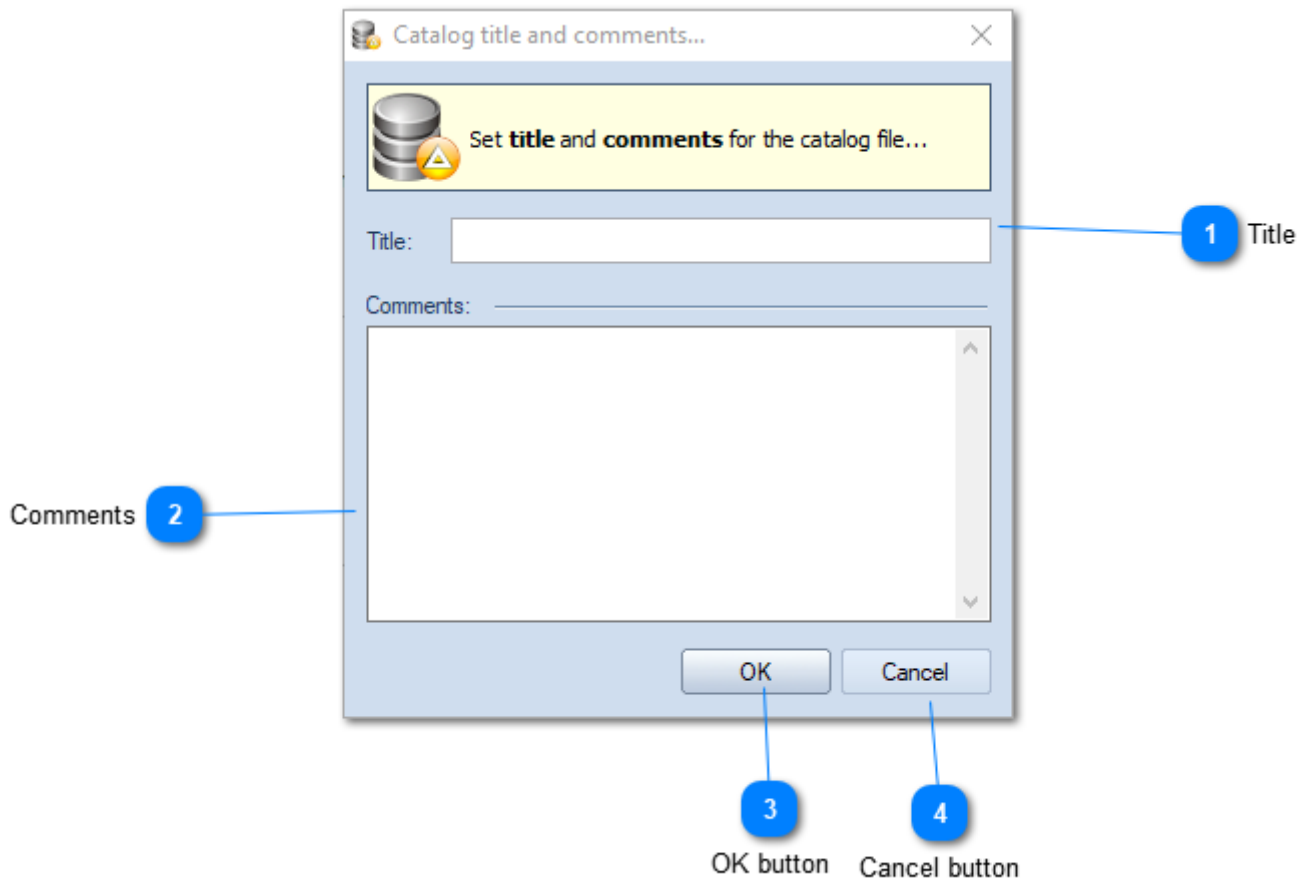 Catalog title and comments...
Set title and comments for the catalog file...
Title:
1 Title
Comments:
Comments 2
OK Cancel
3 4
OK button Cancel button